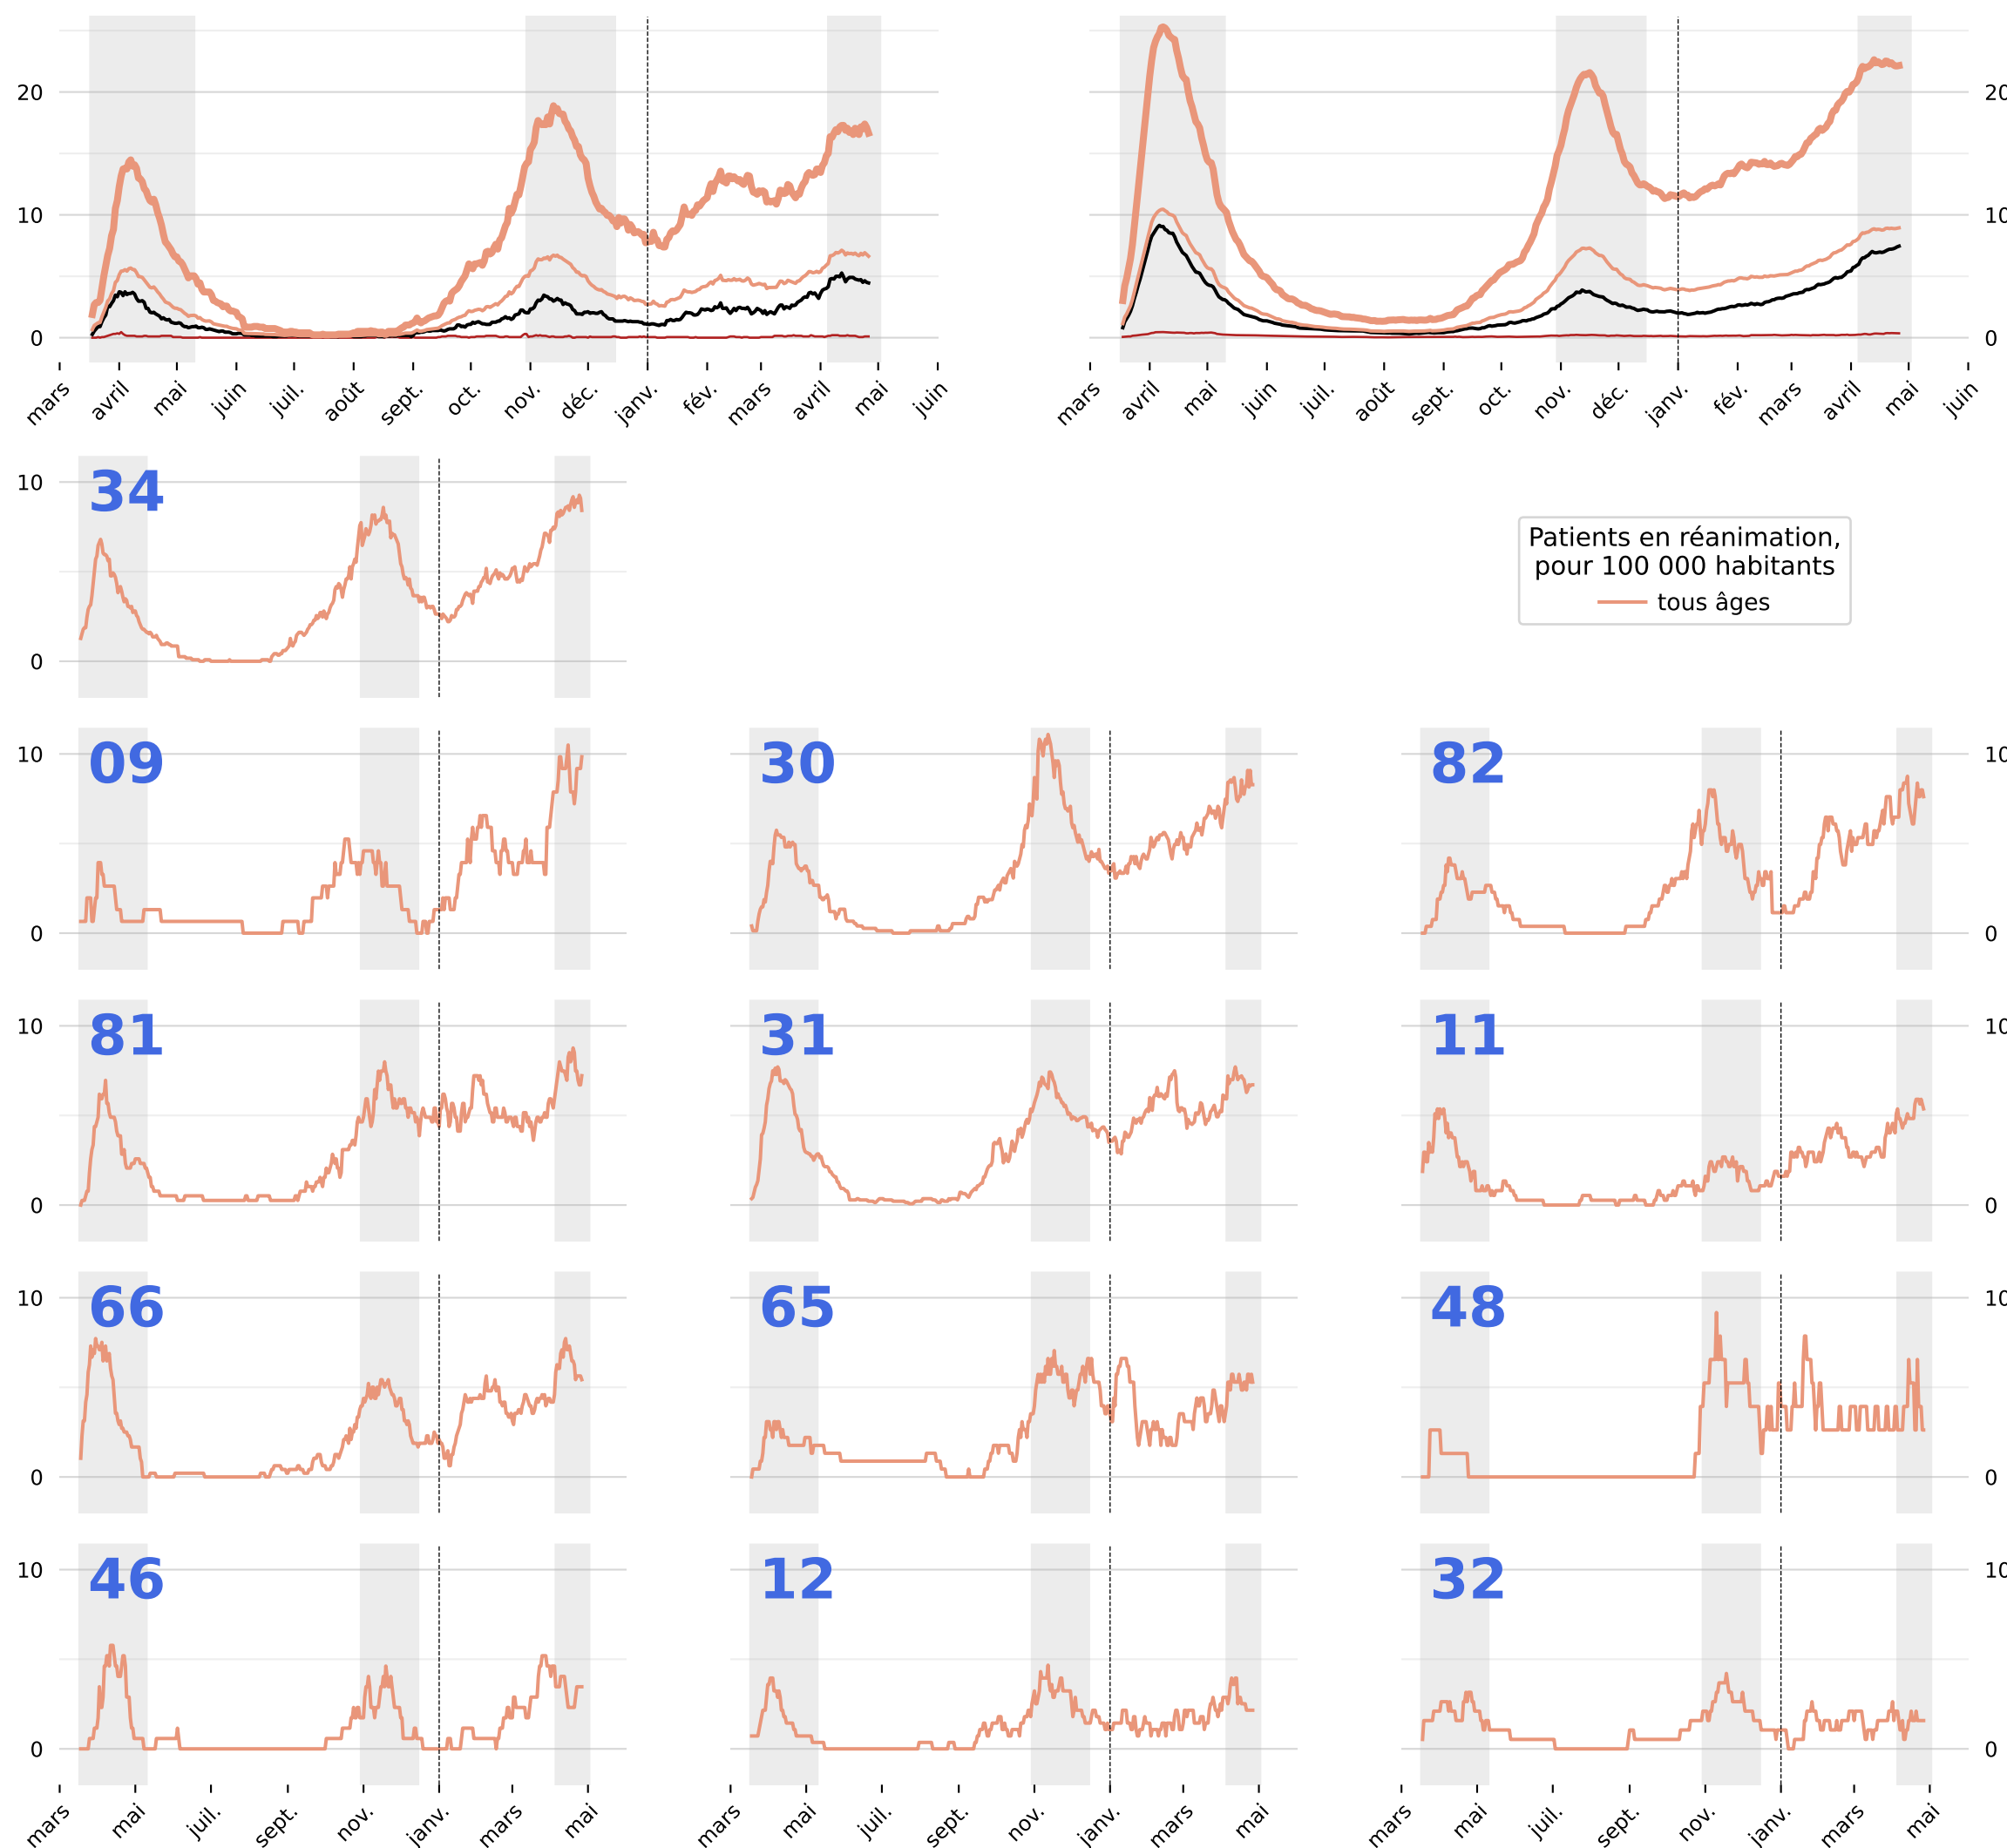 20
10
0
20
10
0
mars avril mai juin juil. août sept. oct. nov. déc. janv. fév. mars avril mai juin
mars avril mai juin juil. août sept. oct. nov. déc. janv. fév. mars avril mai juin
34
10
0
Patients en réanimation,
pour 100 000 habitants
tous âges
09 30 82
10 10
0 0
81 31 11
10 10
0 0
66 65 48
10 10
0 0
46 12 32
10 10
0 0
mars mai juil. sept. nov. janv. mars mai
mars mai juil. sept. nov. janv. mars mai
mars mai juil. sept. nov. janv. mars mai